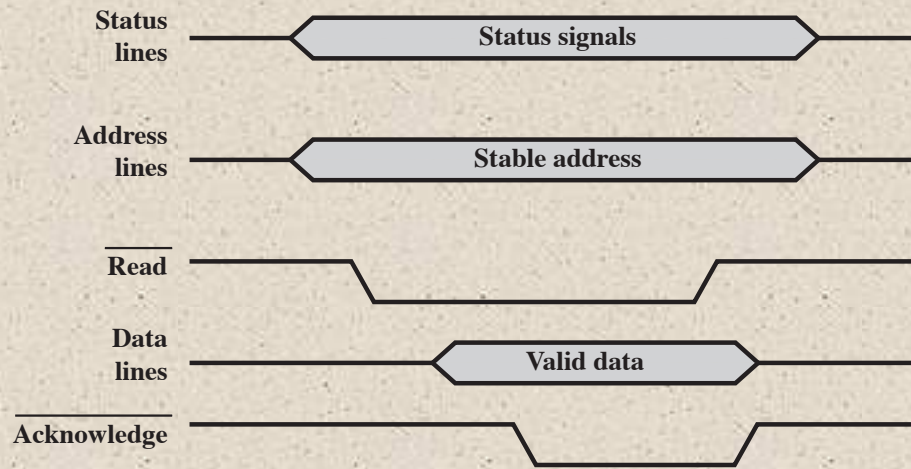 Status
lines
Status signals
Address
lines
Stable address
Read
Data
lines
Valid data
Acknowledge